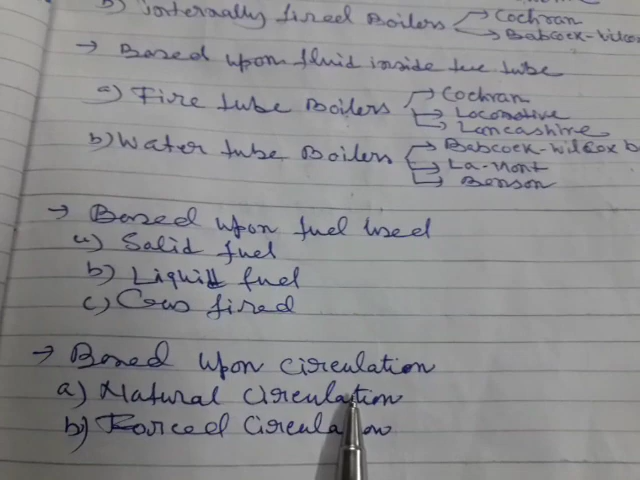 b) internally fired Boilers → Cochran
→ Babcock-Wilcox
→ Based upon fluid inside the tube
a) Fire tube Boilers → Cochran
→ Locomotive
→ Lancashire
b) Water tube Boilers → Babcock-Wilcox b
→ La-Mont
→ Benson
→ Based upon fuel used
a) Solid fuel
b) Liquid fuel
c) Gas fired
→ Based upon circulation
a) Natural circulation
b) Forced Circulation